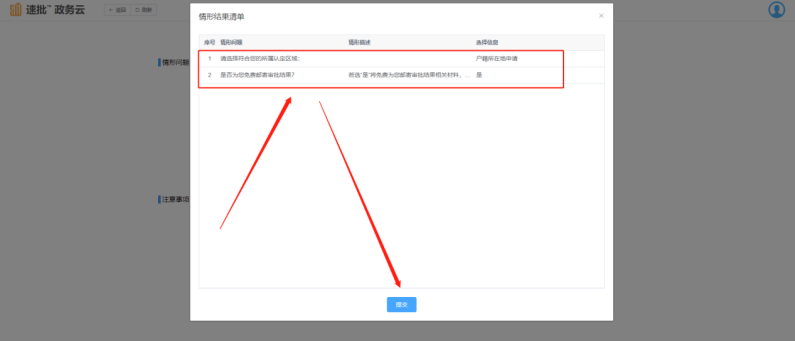 速批™ 政务云
返回
刷新
情形结果清单
×
序号 情形问题 情形描述 选择信息
1 请选择符合您的所属认定区域： 户籍所在地申请
2 是否为您免费邮寄审批结果? 若选"是"将免费为您邮寄审批结果相关材料，... 是
情形问题
注意事项